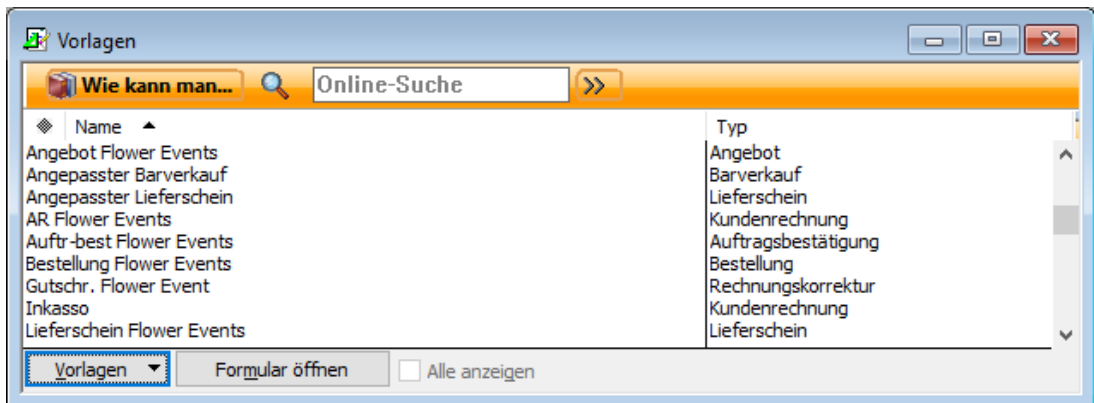 Vorlagen
Wie kann man... Online-Suche
Name Typ
Angebot Flower Events Angebot
Angepasster Barverkauf Barverkauf
Angepasster Lieferschein Lieferschein
AR Flower Events Kundenrechnung
Auftr-best Flower Events Auftragsbestätigung
Bestellung Flower Events Bestellung
Gutschr. Flower Event Rechnungskorrektur
Inkasso Kundenrechnung
Lieferschein Flower Events Lieferschein
Vorlagen Formular öffnen Alle anzeigen